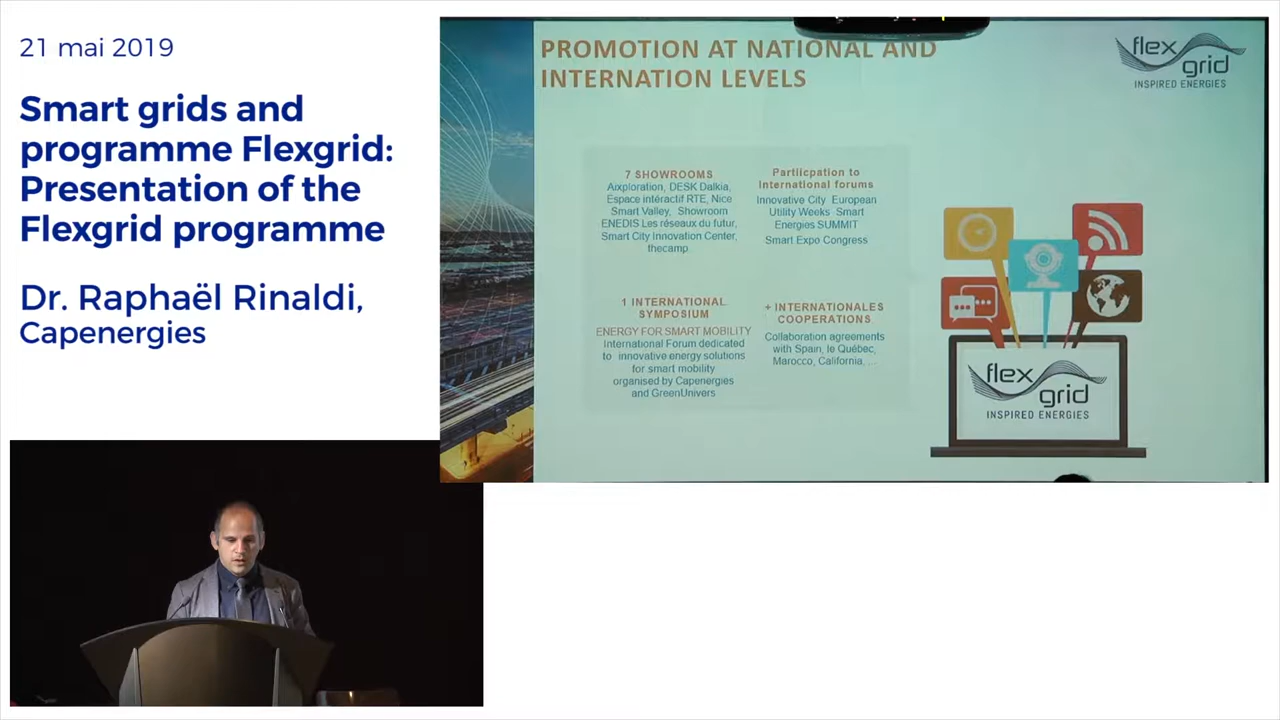 21 mai 2019
Smart grids and
programme Flexgrid:
Presentation of the
Flexgrid programme
Dr. Raphaël Rinaldi,
Capenergies
PROMOTION AT NATIONAL AND
INTERNATION LEVELS
flex
grid
INSPIRED ENERGIES
7 SHOWROOMS
Aixploration, DESK Dalkia,
Espace intéractif RTE, Nice
Smart Valley, Showroom
ENEDIS Les réseaux du futur,
Smart City Innovation Center,
thecamp.
Partlicpation to
International forums
Innovative City European
Utility Weeks Smart
Energies SUMMIT
Smart Expo Congress
1 INTERNATIONAL
SYMPOSIUM
ENERGY FOR SMART MOBILITY
International Forum dedicated
to innovative energy solutions
for smart mobility
organised by Capenergies
and GreenUnivers
+ INTERNATIONALES
COOPERATIONS
Collaboration agreements
with Spain, le Québec,
Marocco, California, ...
flex
grid
INSPIRED ENERGIES